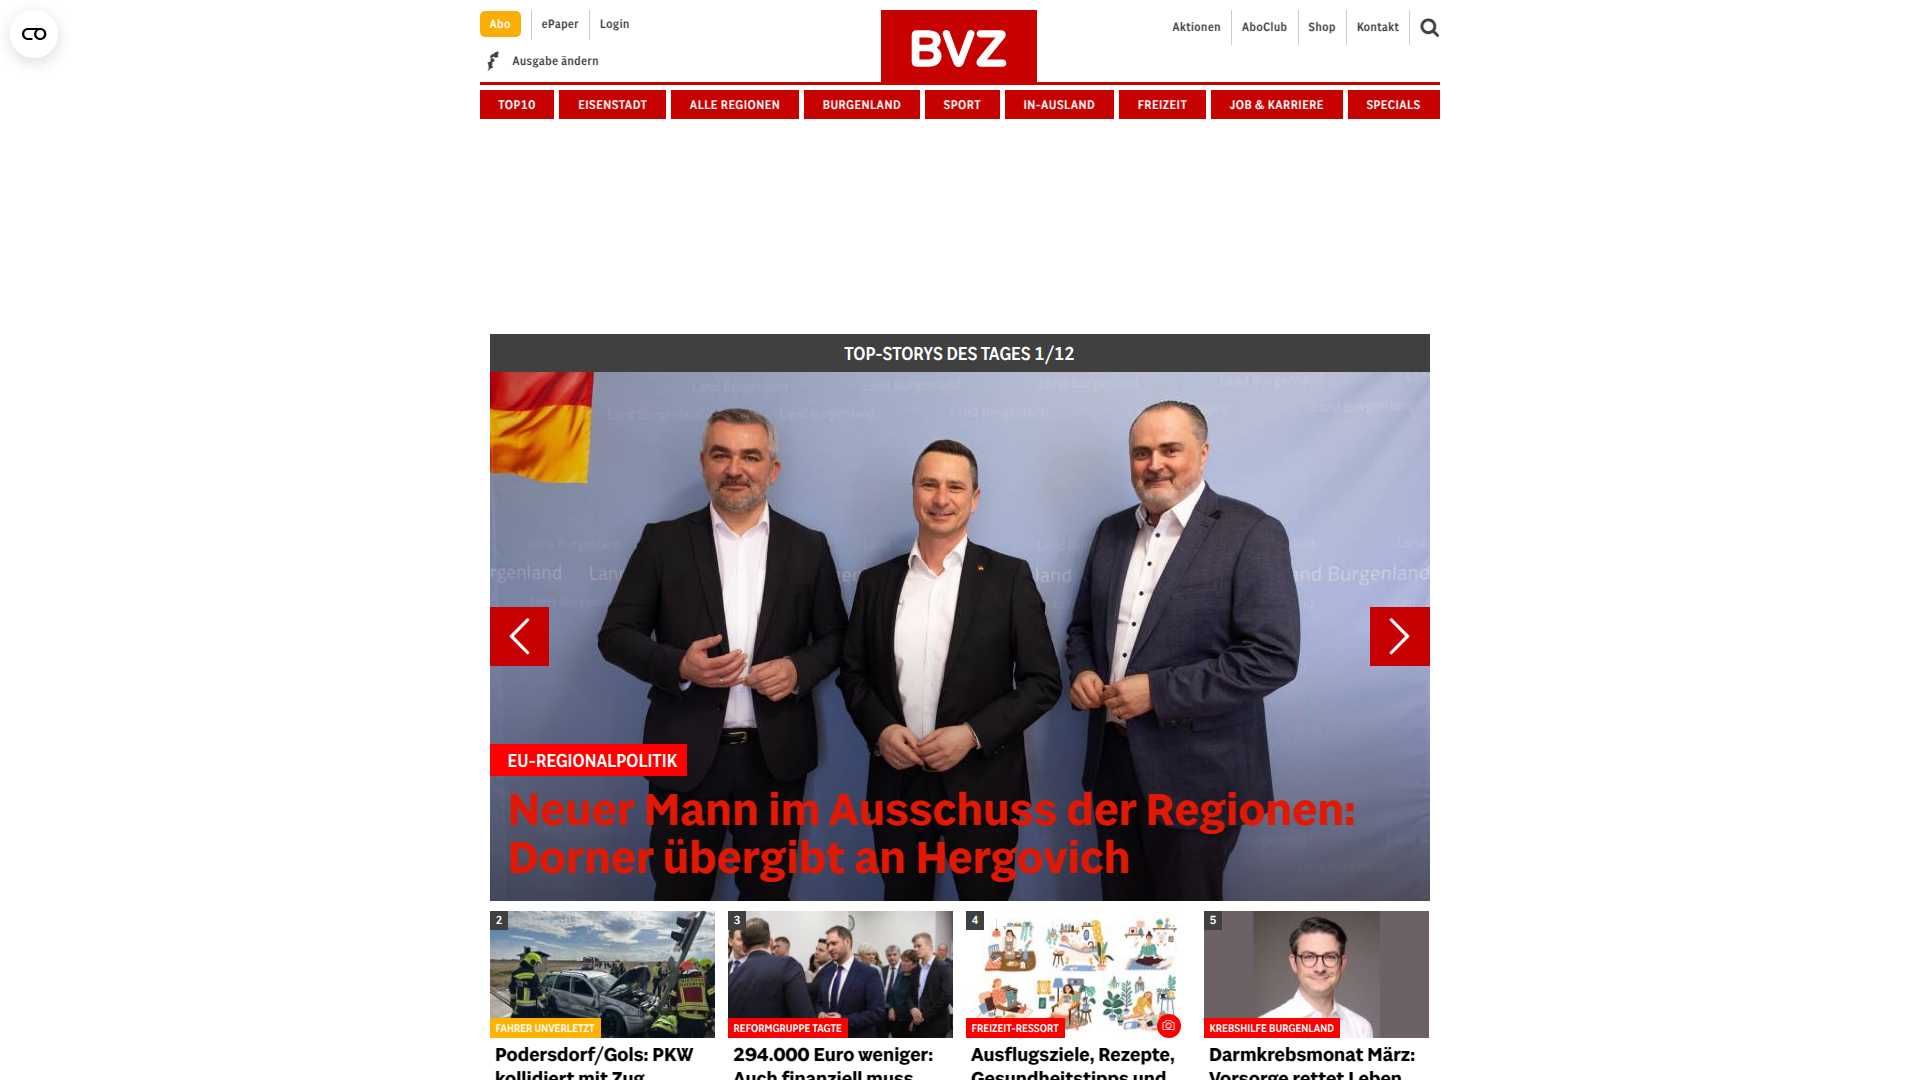 Abo
ePaper
Login
Ausgabe ändern
BVZ
Aktionen
AboClub
Shop
Kontakt
TOP10
EISENSTADT
ALLE REGIONEN
BURGENLAND
SPORT
IN-AUSLAND
FREIZEIT
JOB & KARRIERE
SPECIALS
TOP-STORYS DES TAGES 1/12
Land Burgenland
EU-REGIONALPOLITIK
Neuer Mann im Ausschuss der Regionen:
Dorner übergibt an Hergovich
2
3
4
5
FAHRER UNVERLETZT
REFORMGRUPPE TAGTE
FREIZEIT-RESSORT
KREBSHILFE BURGENLAND
Podersdorf/Gols: PKW
kollidiert mit Zug,
294.000 Euro weniger:
Auch finanziell muss
Ausflugsziele, Rezepte,
Gesundheitstipps und
Darmkrebsmonat März:
Vorsorge rettet Leben